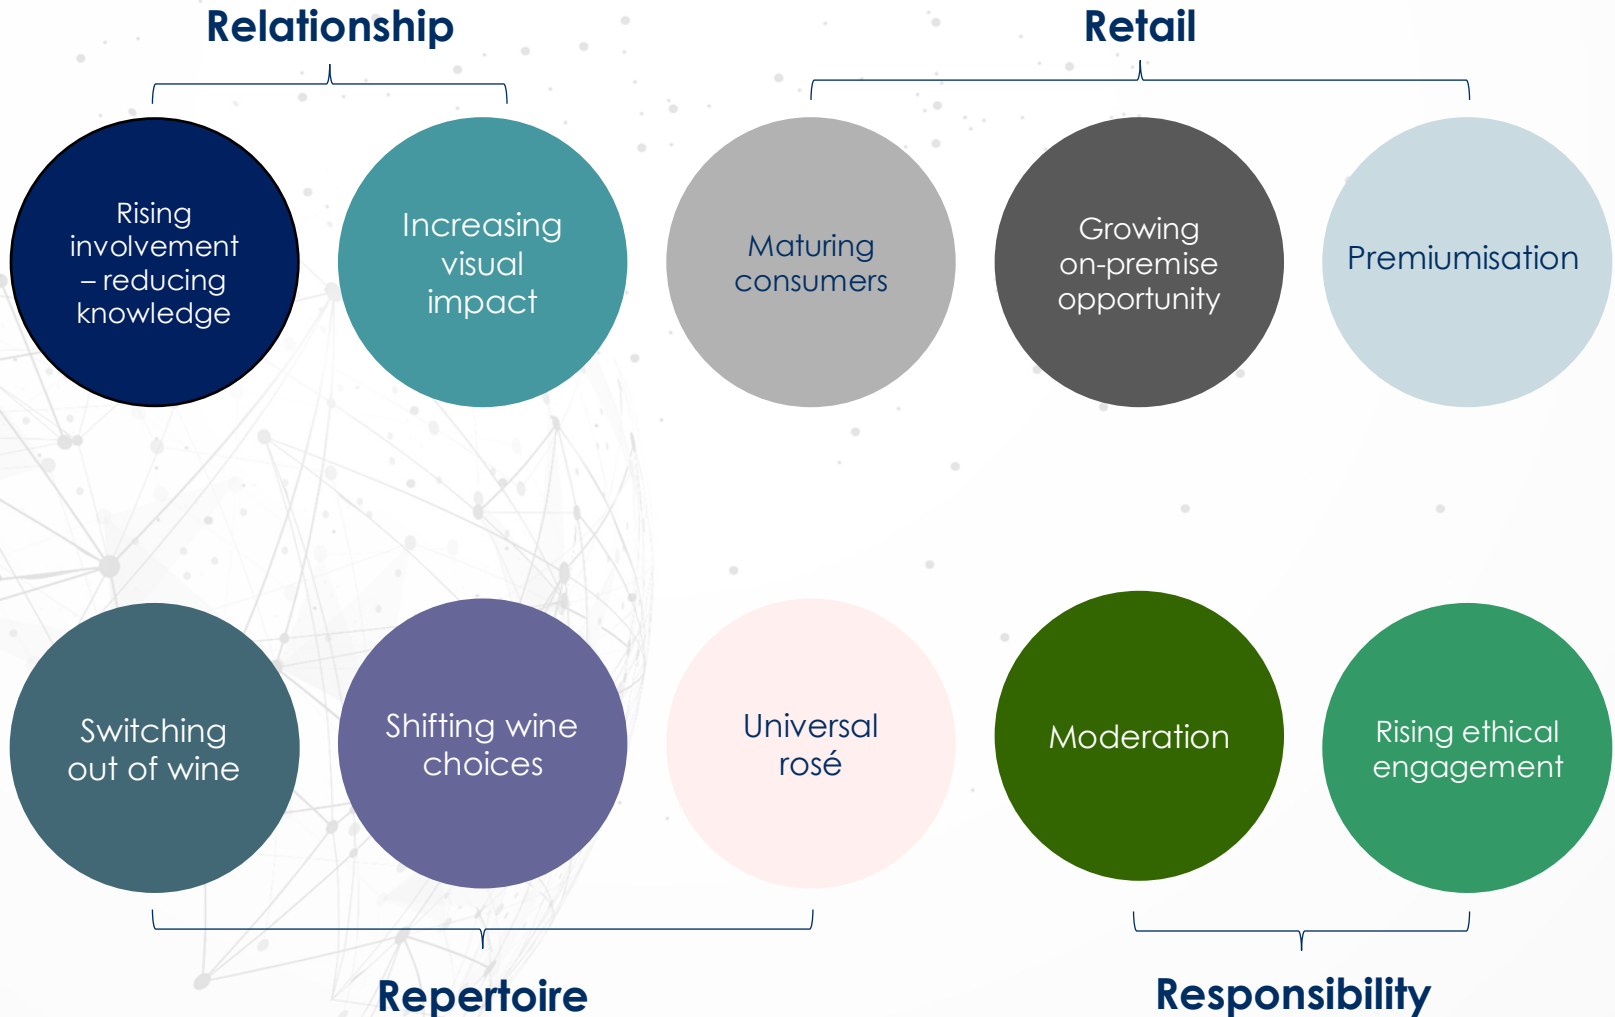 Relationship
Retail
Rising
involvement
– reducing
knowledge
Increasing
visual
impact
Maturing
consumers
Growing
on-premise
opportunity
Premiumisation
Switching
out of wine
Shifting wine
choices
Universal
rosé
Moderation
Rising ethical
engagement
Repertoire
Responsibility